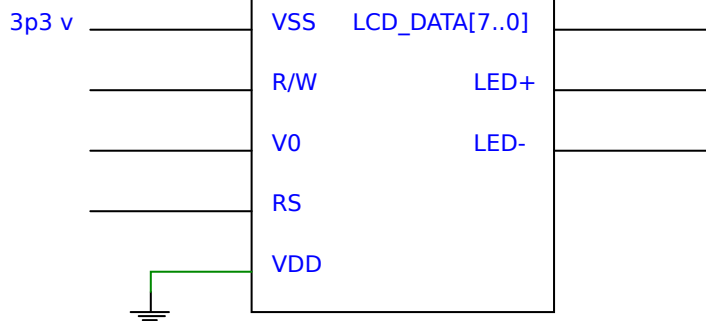 3p3 v VSS LCD_DATA[7..0]
R/W LED+
V0 LED-
RS
VDD